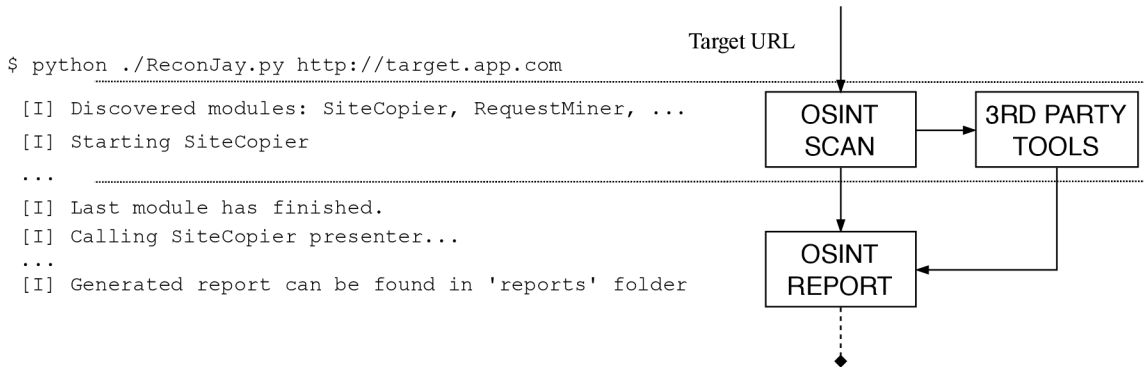 Target URL
$ python ./ReconJay.py http://target.app.com
[I] Discovered modules: SiteCopier, RequestMiner, ...
[I] Starting SiteCopier
...
OSINT
SCAN
3RD PARTY
TOOLS
[I] Last module has finished.
[I] Calling SiteCopier presenter...
...
[I] Generated report can be found in 'reports' folder
OSINT
REPORT